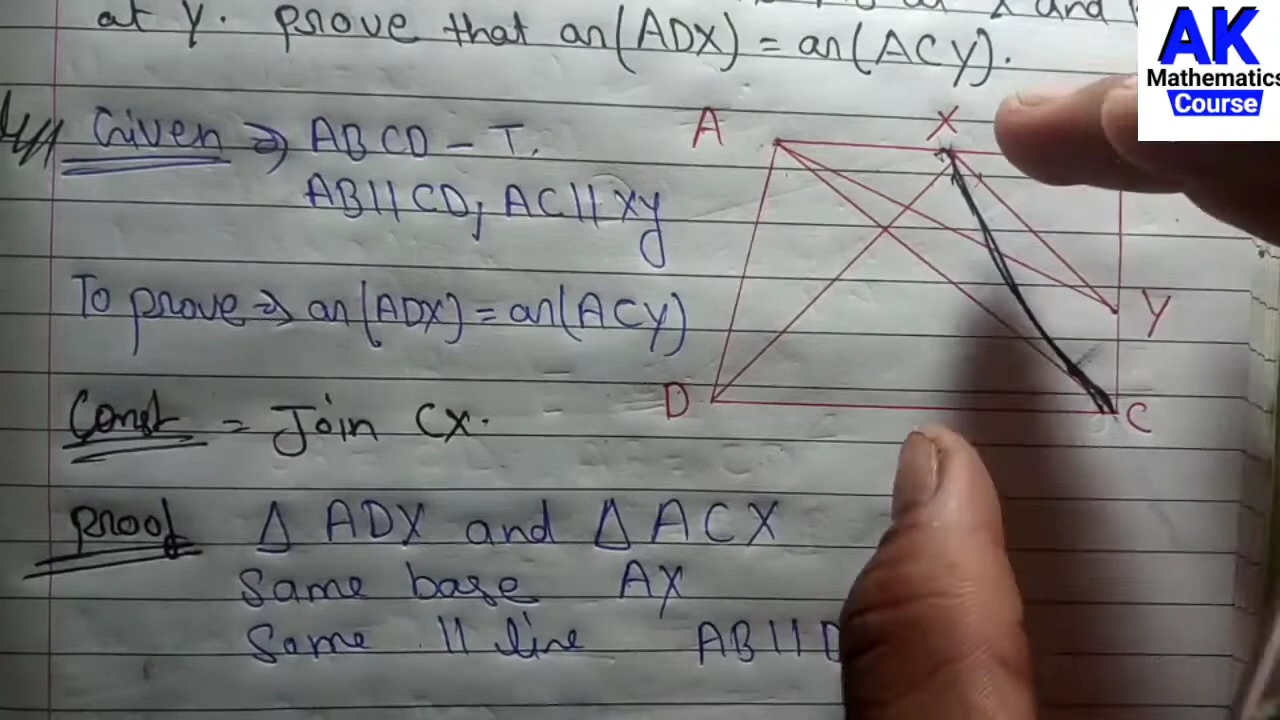 X and
at Y. prove that ar(ADX) = ar(ACY).
AK
Mathematics
Course
Given ⇒ ABCD - T.
AB || CD, AC || XY
To prove ⇒ ar(ADX) = ar(ACY)
Const = Join CX.
Proof Δ ADX and Δ ACX
Same base AX
Same || line AB || D
A
X
Y
D
C